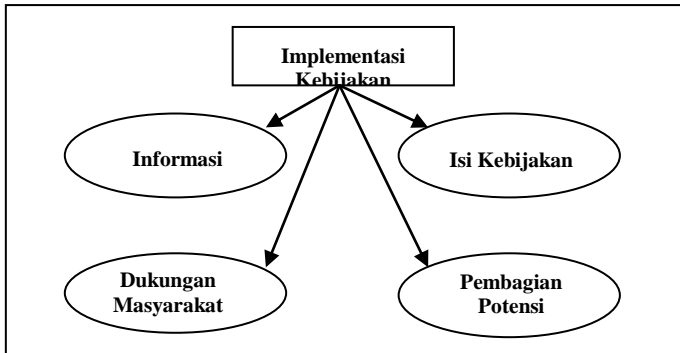 Implementasi
Kebijakan
Informasi
Isi Kebijakan
Dukungan
Masyarakat
Pembagian
Potensi